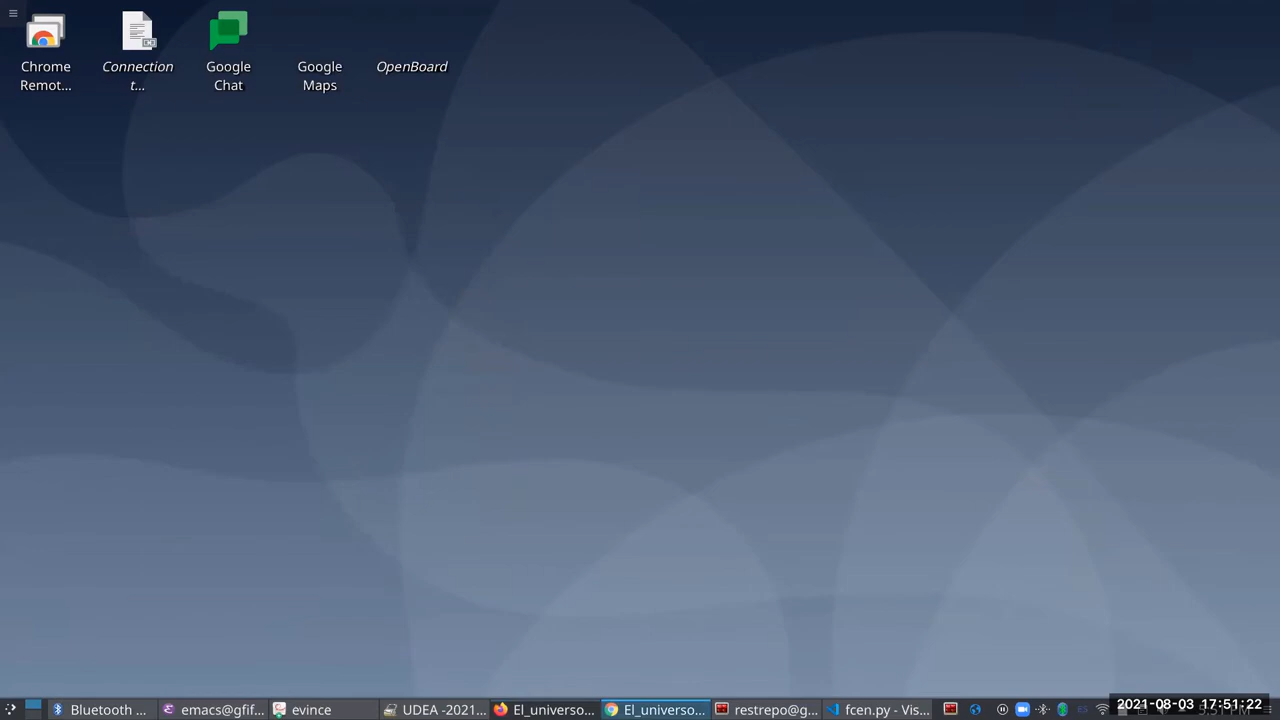 Chrome
Remot...
Connection
t...
Google
Chat
Google
Maps
OpenBoard
Bluetooth ...
emacs@gfif...
evince
UDEA -2021...
El_universo...
El_universo...
restrepo@g...
fcen.py - Vis...
ES
2021-08-03 17:51:22